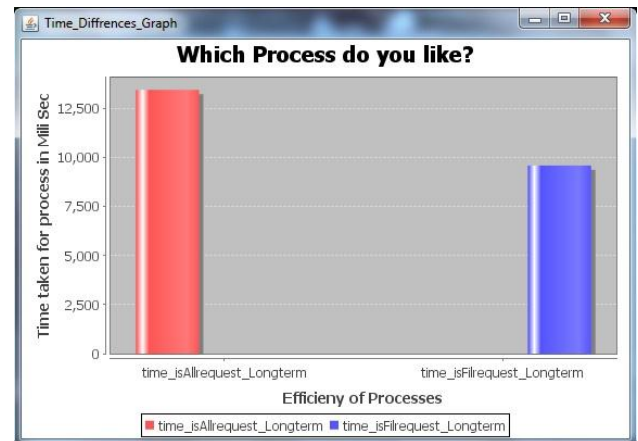 Time_Diffrences_Graph
Which Process do you like?
Time taken for process in Mili Sec
12,500
10,000
7,500
5,000
2,500
0
time_isAllrequest_Longterm time_isFilrequest_Longterm
Efficieny of Processes
time_isAllrequest_Longterm time_isFilrequest_Longterm